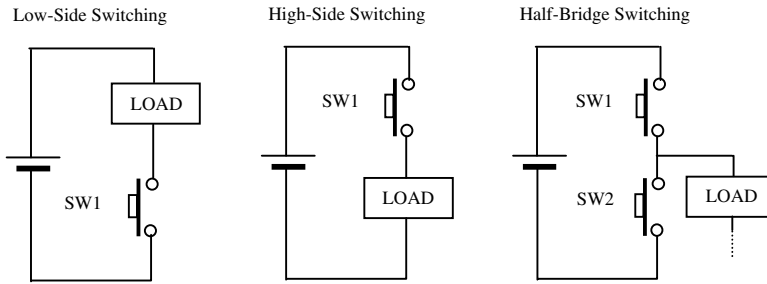 Low-Side Switching
LOAD
SW1
High-Side Switching
SW1
LOAD
Half-Bridge Switching
SW1
SW2
LOAD